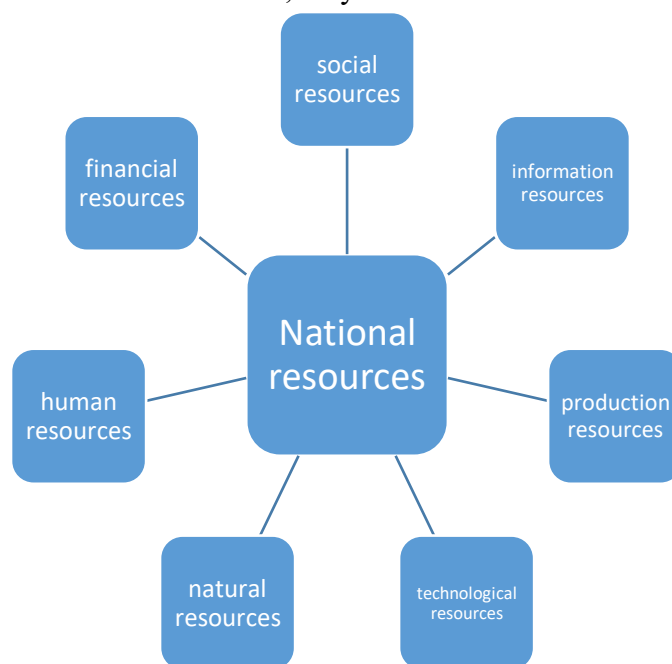 social
resources
financial
resources
information
resources
National
resources
human
resources
production
resources
natural
resources
technological
resources